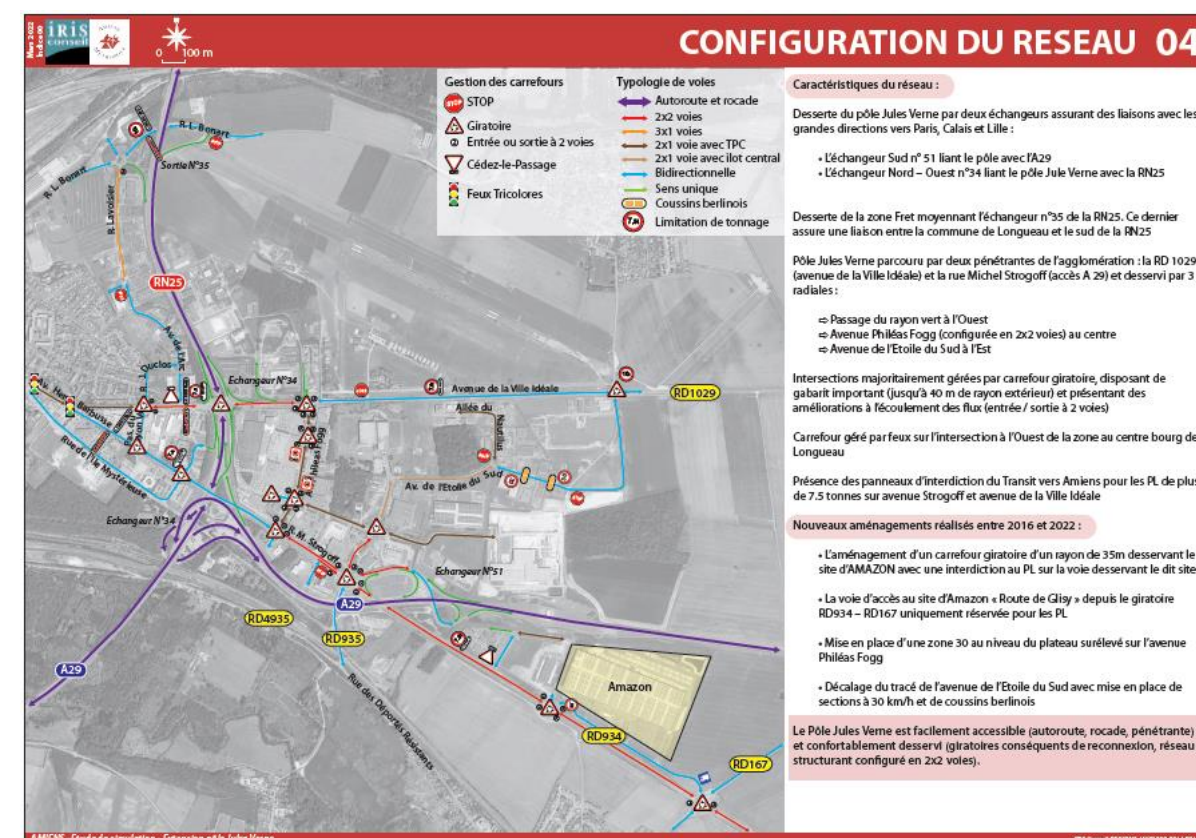 Mars 2022
Indice 00
iRiS
conseil
0 100 m
CONFIGURATION DU RESEAU 04
Gestion des carrefours
STOP
Giratoire
Entrée ou sortie à 2 voies
Cédez-le-Passage
Feux Tricolores
Typologie de voies
Autoroute et rocade
2x2 voies
3x1 voies
2x1 voie avec TPC
2x1 voie avec ilot central
Bidirectionnelle
Sens unique
Coussins berlinois
Limitation de tonnage
R. L. Bonart
Sortie N°35
R. L. Bonart
R. Lavoisier
RN25
Av. de l'Arc
Duclos
Echangeur N°34
Avenue de la Ville Idéale
RD1029
Allée du
Nautilus
Rue de l'Ile Mystérieuse
Av. de l'Etoile du Sud
Echangeur N°34
R. M. Strogoff
Echangeur N°51
A29
RD4935
RD935
A29
Rue des Déportés Résistants
Amazon
RD934
RD167
Caractéristiques du réseau :
Desserte du pôle Jules Verne par deux échangeurs assurant des liaisons avec les
grandes directions vers Paris, Calais et Lille :
• L'échangeur Sud n° 51 liant le pôle avec l'A29
• L'échangeur Nord – Ouest n°34 liant le pôle Jule Verne avec la RN25
Desserte de la zone Fret moyennant l'échangeur n°35 de la RN25. Ce dernier
assure une liaison entre la commune de Longueau et le sud de la RN25
Pôle Jules Verne parcouru par deux pénétrantes de l'agglomération : la RD 1029
(avenue de la Ville Idéale) et la rue Michel Strogoff (accès A 29) et desservi par 3
radiales :
⇨ Passage du rayon vert à l'Ouest
⇨ Avenue Philéas Fogg (configurée en 2x2 voies) au centre
⇨ Avenue de l'Etoile du Sud à l'Est
Intersections majoritairement gérées par carrefour giratoire, disposant de
gabarit important (jusqu'à 40 m de rayon extérieur) et présentant des
améliorations à l'écoulement des flux (entrée / sortie à 2 voies)
Carrefour géré par feux sur l'intersection à l'Ouest de la zone au centre bourg de
Longueau
Présence des panneaux d'interdiction du Transit vers Amiens pour les PL de plus
de 7.5 tonnes sur avenue Strogoff et avenue de la Ville Idéale
Nouveaux aménagements réalisés entre 2016 et 2022 :
• L'aménagement d'un carrefour giratoire d'un rayon de 35m desservant le
site d'AMAZON avec une interdiction au PL sur la voie desservant le dit site
• La voie d'accès au site d'Amazon « Route de Glisy » depuis le giratoire
RD934 – RD167 uniquement réservée pour les PL
• Mise en place d'une zone 30 au niveau du plateau surélevé sur l'avenue
Philéas Fogg
• Décalage du tracé de l'avenue de l'Etoile du Sud avec mise en place de
sections à 30 km/h et de coussins berlinois
Le Pôle Jules Verne est facilement accessible (autoroute, rocade, pénétrante)
et confortablement desservi (giratoires conséquents de reconnexion, réseau
structurant configuré en 2x2 voies).